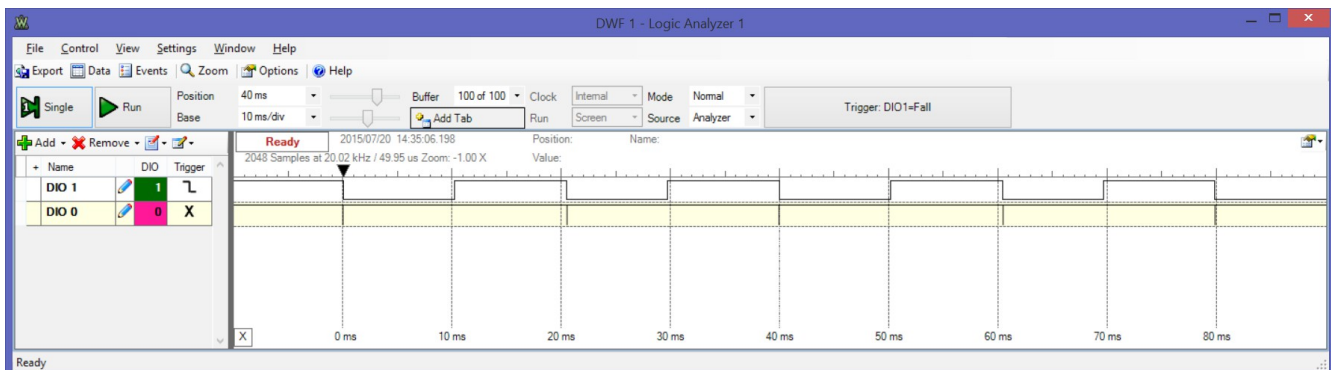 DWF 1 - Logic Analyzer 1
File Control View Settings Window Help
Export Data Events Zoom Options Help
Single Run Position 40 ms Buffer 100 of 100 Clock Internal Mode Normal Trigger: DIO1=Fall
Base 10 ms/div Add Tab Run Screen Source Analyzer
Add Remove Ready 2015/07/20 14:35:06.198 Position: Name:
2048 Samples at 20.02 kHz / 49.95 us Zoom: -1.00 X Value:
+ Name DIO Trigger
DIO 1 1
DIO 0 0 X
X 0 ms 10 ms 20 ms 30 ms 40 ms 50 ms 60 ms 70 ms 80 ms
Ready